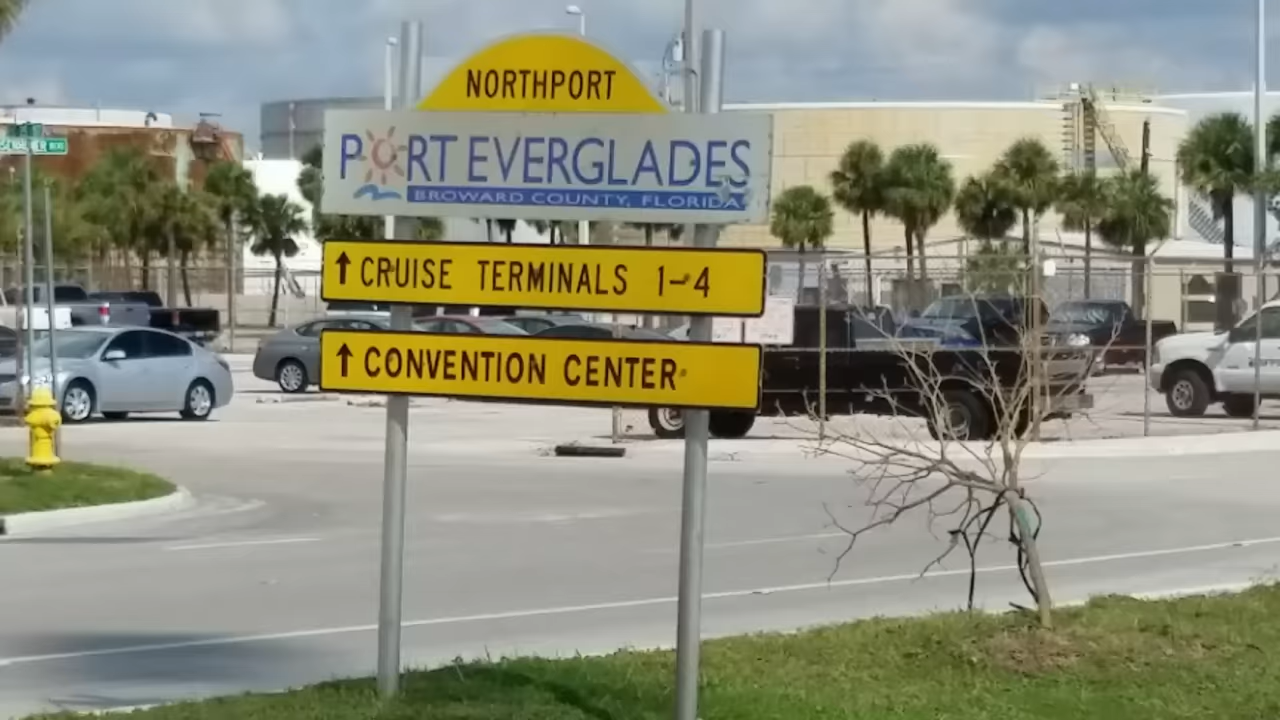 NORTHPORT
PORT EVERGLADES
BROWARD COUNTY, FLORIDA
↑ CRUISE TERMINALS 1-4
↑ CONVENTION CENTER